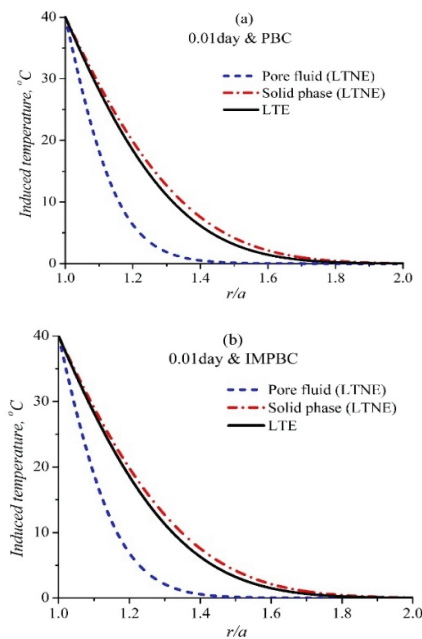 (a)
0.01day & PBC
Pore fluid (LTNE)
Solid phase (LTNE)
LTE
Induced temperature, °C
40
30
20
10
0
1.0 1.2 1.4 1.6 1.8 2.0
r/a
(b)
0.01day & IMPBC
Pore fluid (LTNE)
Solid phase (LTNE)
LTE
Induced temperature, °C
40
30
20
10
0
1.0 1.2 1.4 1.6 1.8 2.0
r/a